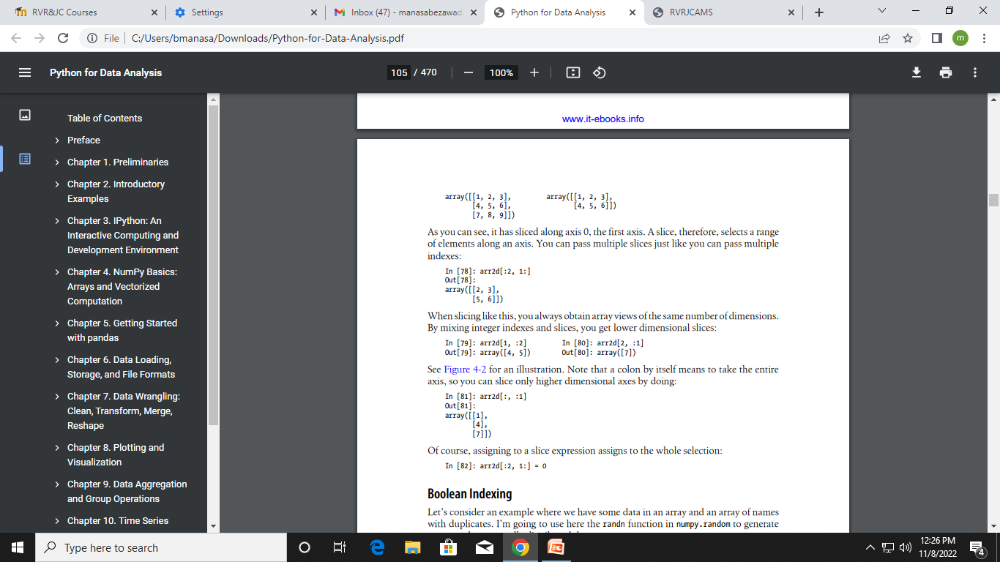 RVR&JC Courses
Settings
Inbox (47) - manasabezawad
Python for Data Analysis
RVRJCAMS
File
C:/Users/bmanasa/Downloads/Python-for-Data-Analysis.pdf
m
Python for Data Analysis
105 / 470
100%
Table of Contents
Preface
Chapter 1. Preliminaries
Chapter 2. Introductory
Examples
Chapter 3. IPython: An
Interactive Computing and
Development Environment
Chapter 4. NumPy Basics:
Arrays and Vectorized
Computation
Chapter 5. Getting Started
with pandas
Chapter 6. Data Loading,
Storage, and File Formats
Chapter 7. Data Wrangling:
Clean, Transform, Merge,
Reshape
Chapter 8. Plotting and
Visualization
Chapter 9. Data Aggregation
and Group Operations
Chapter 10. Time Series
www.it-ebooks.info
array([[1, 2, 3], array([[1, 2, 3],
[4, 5, 6], [4, 5, 6]])
[7, 8, 9]])
As you can see, it has sliced along axis 0, the first axis. A slice, therefore, selects a range
of elements along an axis. You can pass multiple slices just like you can pass multiple
indexes:
In [78]: arr2d[:2, 1:]
Out[78]:
array([[2, 3],
[5, 6]])
When slicing like this, you always obtain array views of the same number of dimensions.
By mixing integer indexes and slices, you get lower dimensional slices:
In [79]: arr2d[1, :2] In [80]: arr2d[2, :1]
Out[79]: array([4, 5]) Out[80]: array([7])
See Figure 4-2 for an illustration. Note that a colon by itself means to take the entire
axis, so you can slice only higher dimensional axes by doing:
In [81]: arr2d[:, :1]
Out[81]:
array([[1],
[4],
[7]])
Of course, assigning to a slice expression assigns to the whole selection:
In [82]: arr2d[:2, 1:] = 0
Boolean Indexing
Let's consider an example where we have some data in an array and an array of names
with duplicates. I'm going to use here the randn function in numpy.random to generate
Type here to search
12:26 PM
11/8/2022
4